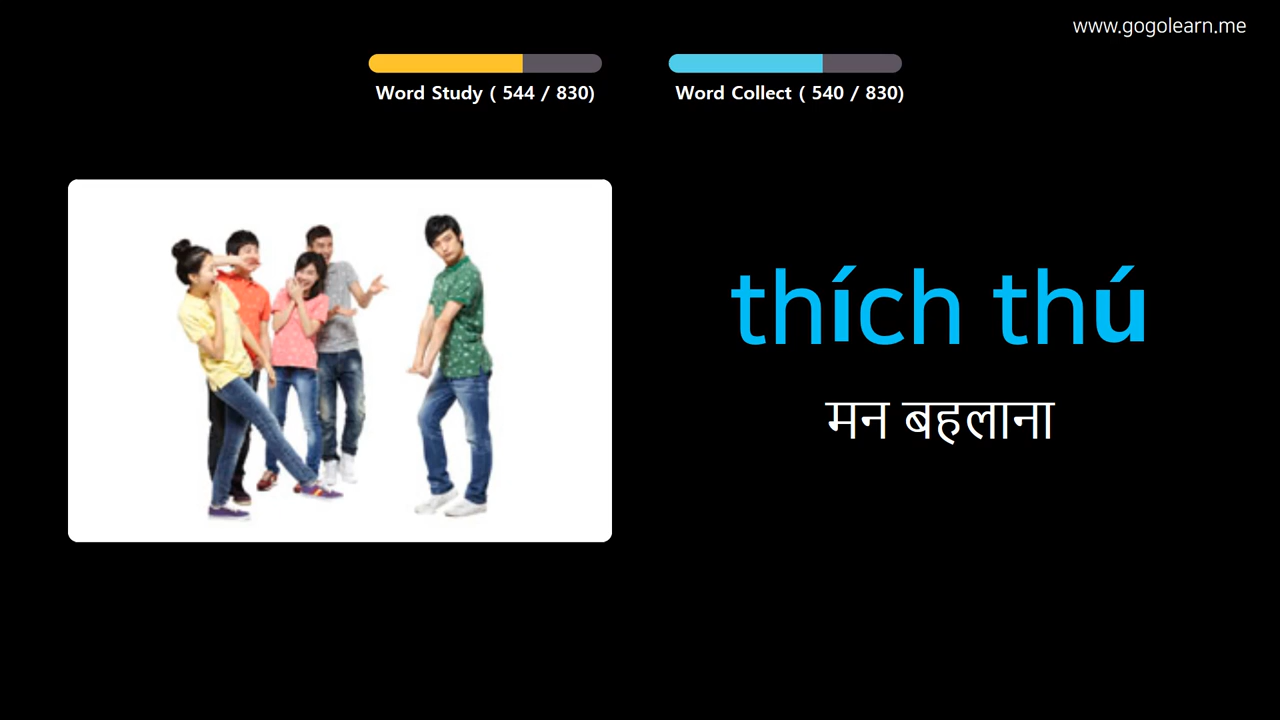 www.gogolearn.me
Word Study ( 544 / 830)
Word Collect ( 540 / 830)
thích thú
मन बहलाना